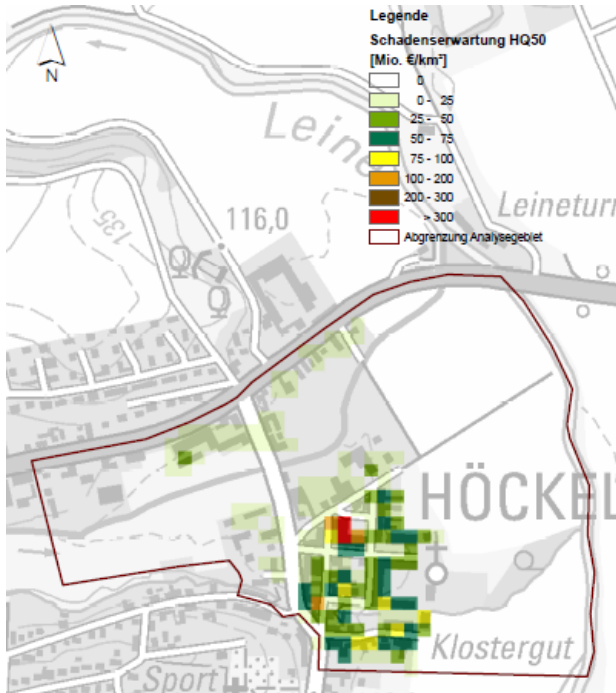 Legende
Schadenserwartung HQ50
[Mio. €/km²]
0
0 - 25
25 - 50
50 - 75
75 - 100
100 - 200
200 - 300
> 300
Abgrenzung Analysegebiet
N
Leine
Leinetur
116,0
135
HÖCKEL
Klostergut
Sport